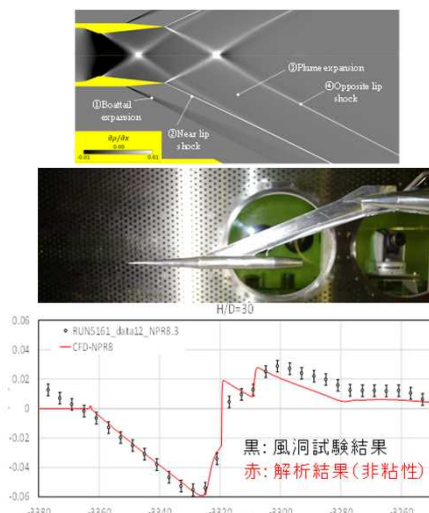 ③Plume expansion
①Boattail
expansion
②Near lip
shock
④Opposite lip
shock
∂ρ/∂x
0.00
-0.01 0.01
H/D=30
0.06
0.04
0.02
0
-0.02
-0.04
-0.06
RUN5161_data12_NPR8.3
CFD-NPR8
黒: 風洞試験結果
赤: 解析結果(非粘性)
-3380 -3360 -3340 -3320 -3300 -3280 -3260